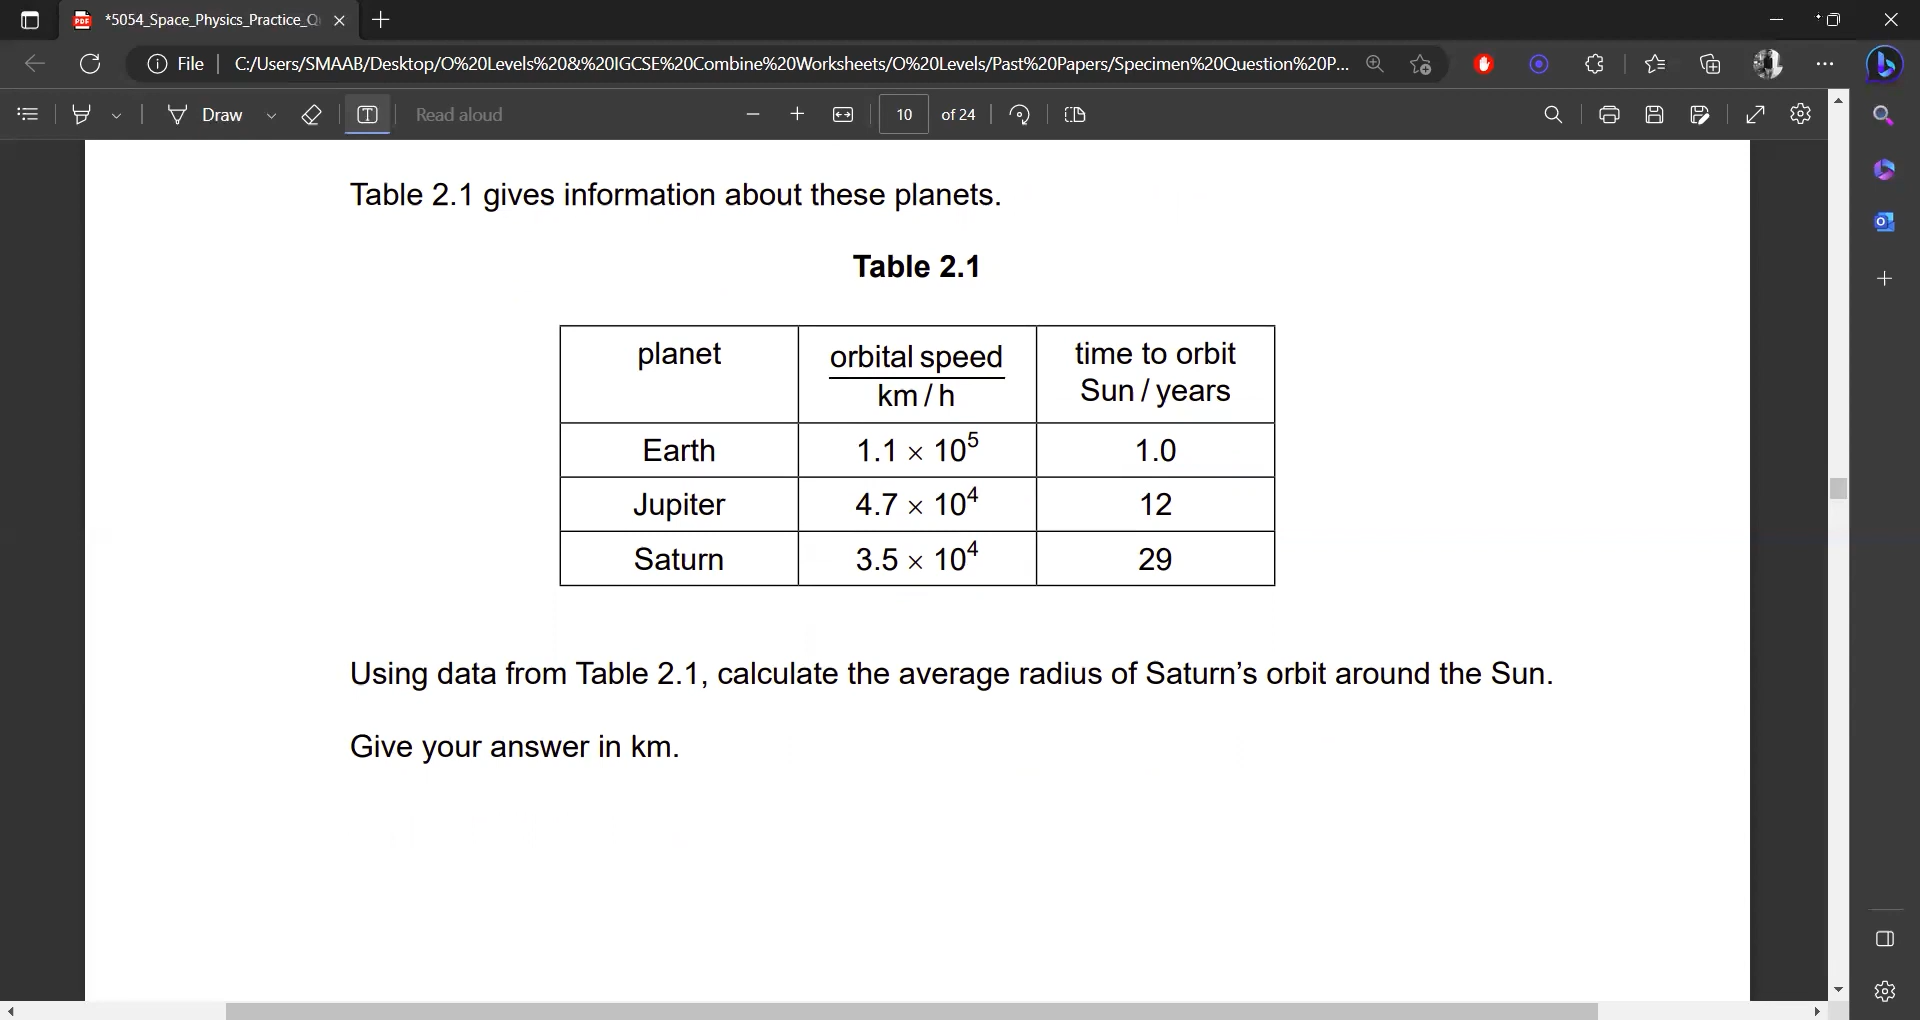 *5054_Space_Physics_Practice_Q
File
C:/Users/SMAAB/Desktop/O%20Levels%20&%20IGCSE%20Combine%20Worksheets/O%20Levels/Past%20Papers/Specimen%20Question%20P...
Draw
Read aloud
10 of 24
Table 2.1 gives information about these planets.
Table 2.1
planet orbital speed time to orbit
km / h Sun / years
Earth 1.1 × 10⁵ 1.0
Jupiter 4.7 × 10⁴ 12
Saturn 3.5 × 10⁴ 29
Using data from Table 2.1, calculate the average radius of Saturn’s orbit around the Sun.
Give your answer in km.